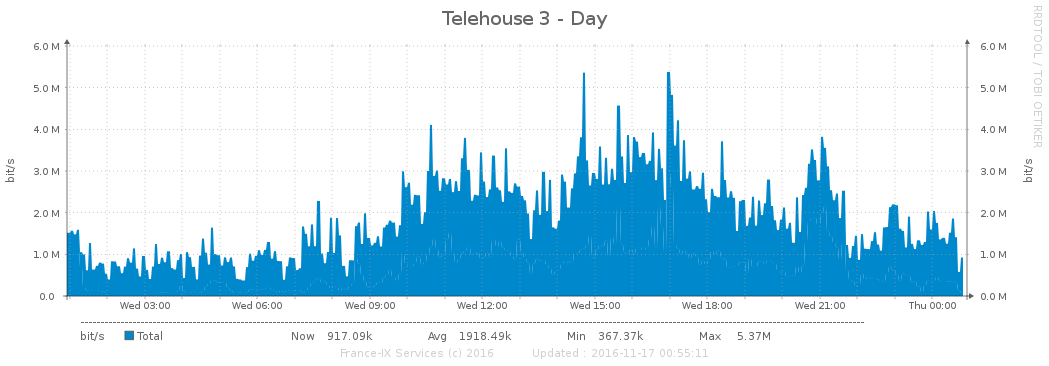 Telehouse 3 - Day
RRDTOOL / TOBI OETIKER
6.0 M 6.0 M
5.0 M 5.0 M
4.0 M 4.0 M
3.0 M 3.0 M
2.0 M 2.0 M
1.0 M 1.0 M
0.0 0.0 M
bit/s bit/s
Wed 03:00 Wed 06:00 Wed 09:00 Wed 12:00 Wed 15:00 Wed 18:00 Wed 21:00 Thu 00:00
bit/s Total Now 917.09k Avg 1918.49k Min 367.37k Max 5.37M
France-IX Services (c) 2016 Updated : 2016-11-17 00:55:11